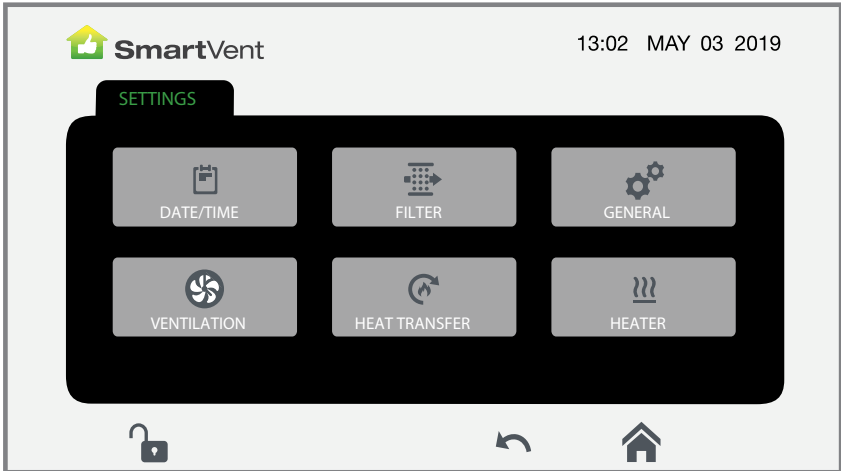 SmartVent
13:02 MAY 03 2019
SETTINGS
DATE/TIME
FILTER
GENERAL
VENTILATION
HEAT TRANSFER
HEATER